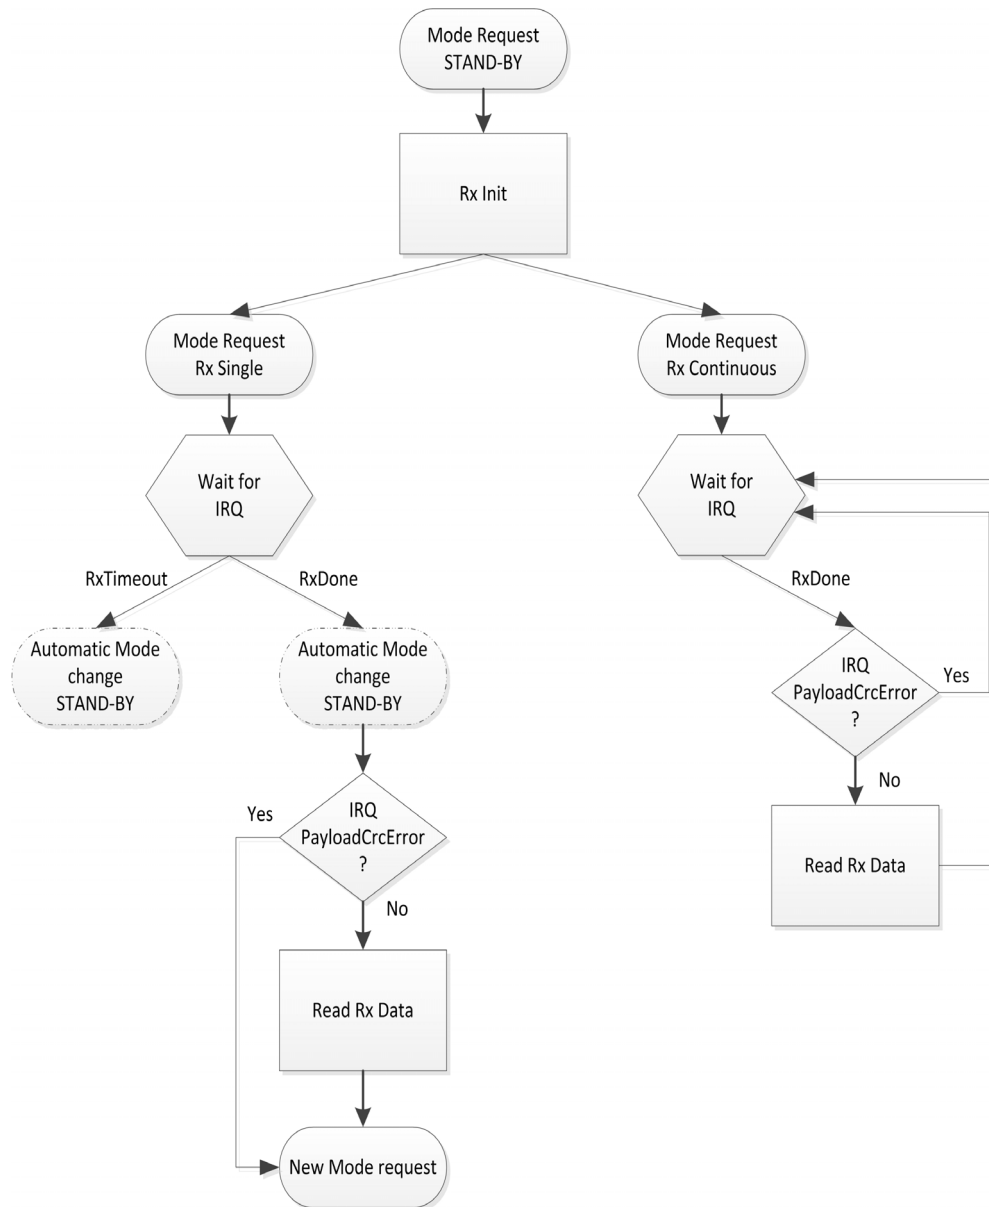 Mode Request
STAND-BY
Rx Init
Mode Request
Rx Single
Mode Request
Rx Continuous
Wait for
IRQ
Wait for
IRQ
RxTimeout
RxDone
RxDone
Automatic Mode
change
STAND-BY
Automatic Mode
change
STAND-BY
IRQ
PayloadCrcError
?
Yes
No
Read Rx Data
Yes
IRQ
PayloadCrcError
?
No
Read Rx Data
New Mode request